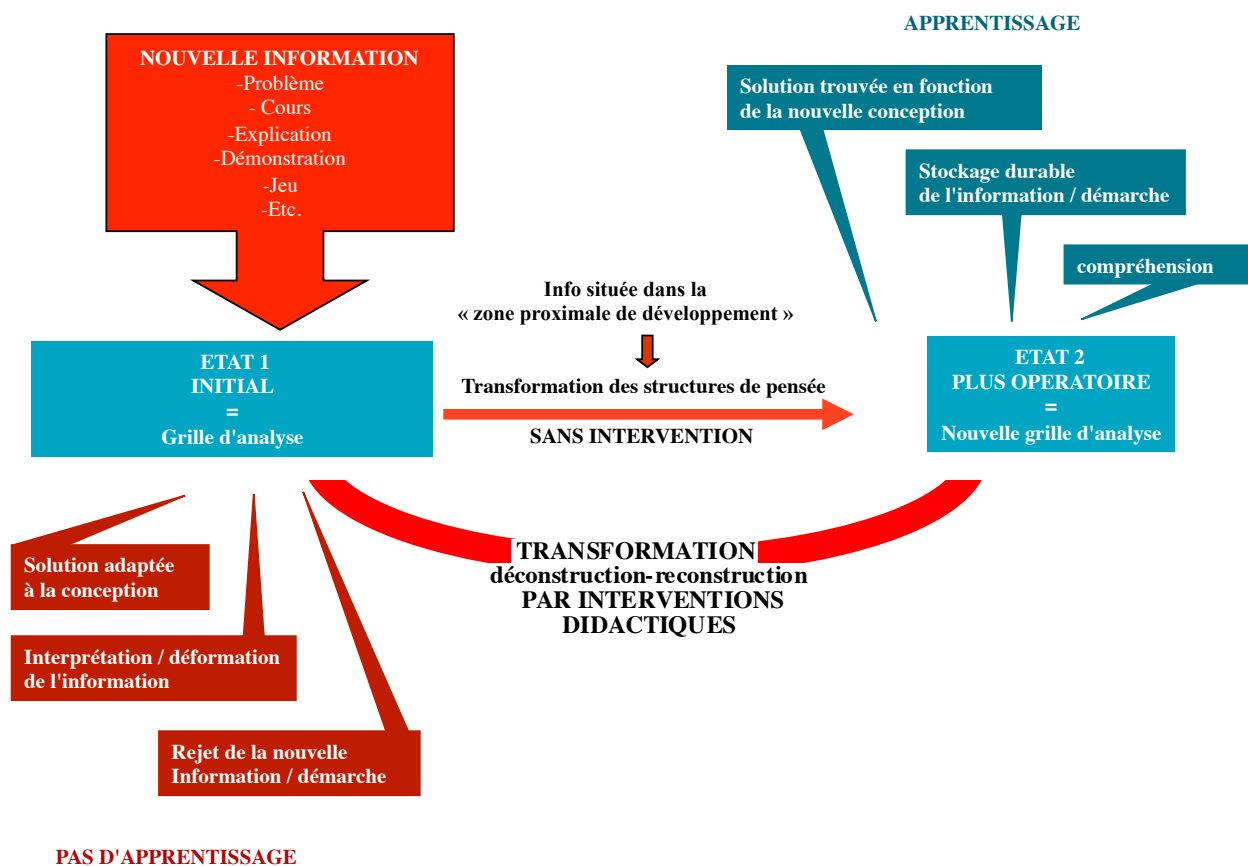 APPRENTISSAGE
NOUVELLE INFORMATION
-Problème
- Cours
-Explication
-Démonstration
-Jeu
-Etc.
Solution trouvée en fonction
de la nouvelle conception
Stockage durable
de l'information / démarche
compréhension
Info située dans la
« zone proximale de développement »
ETAT 1
INITIAL
=
Grille d'analyse
Transformation des structures de pensée
SANS INTERVENTION
ETAT 2
PLUS OPERATOIRE
=
Nouvelle grille d'analyse
TRANSFORMATION
déconstruction-reconstruction
PAR INTERVENTIONS
DIDACTIQUES
Solution adaptée
à la conception
Interprétation / déformation
de l'information
Rejet de la nouvelle
Information / démarche
PAS D'APPRENTISSAGE